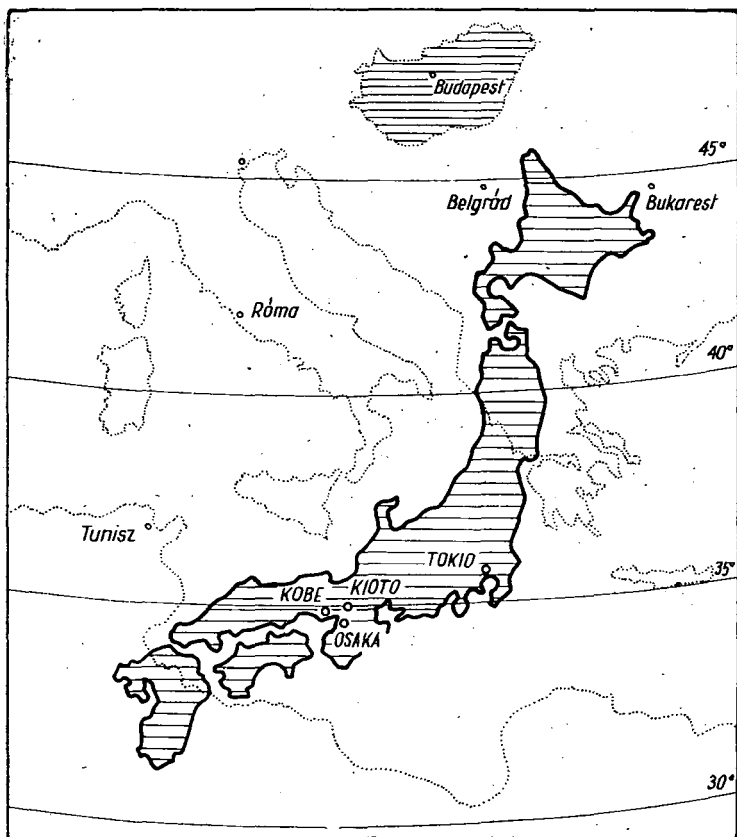 Budapest
45°
Belgrád
Bukarest
Róma
40°
Tunisz
TOKIO
35°
KOBE
KIOTO
OSAKA
30°